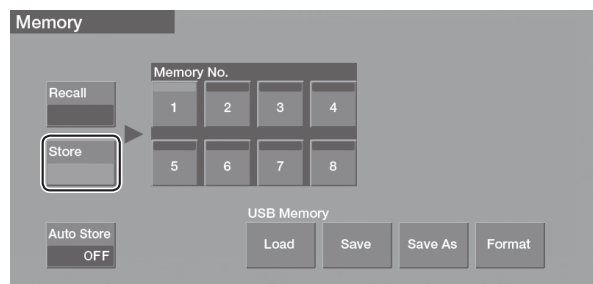 Memory
Memory No.
Recall
1 2 3 4
Store
5 6 7 8
USB Memory
Auto Store
OFF
Load Save Save As Format